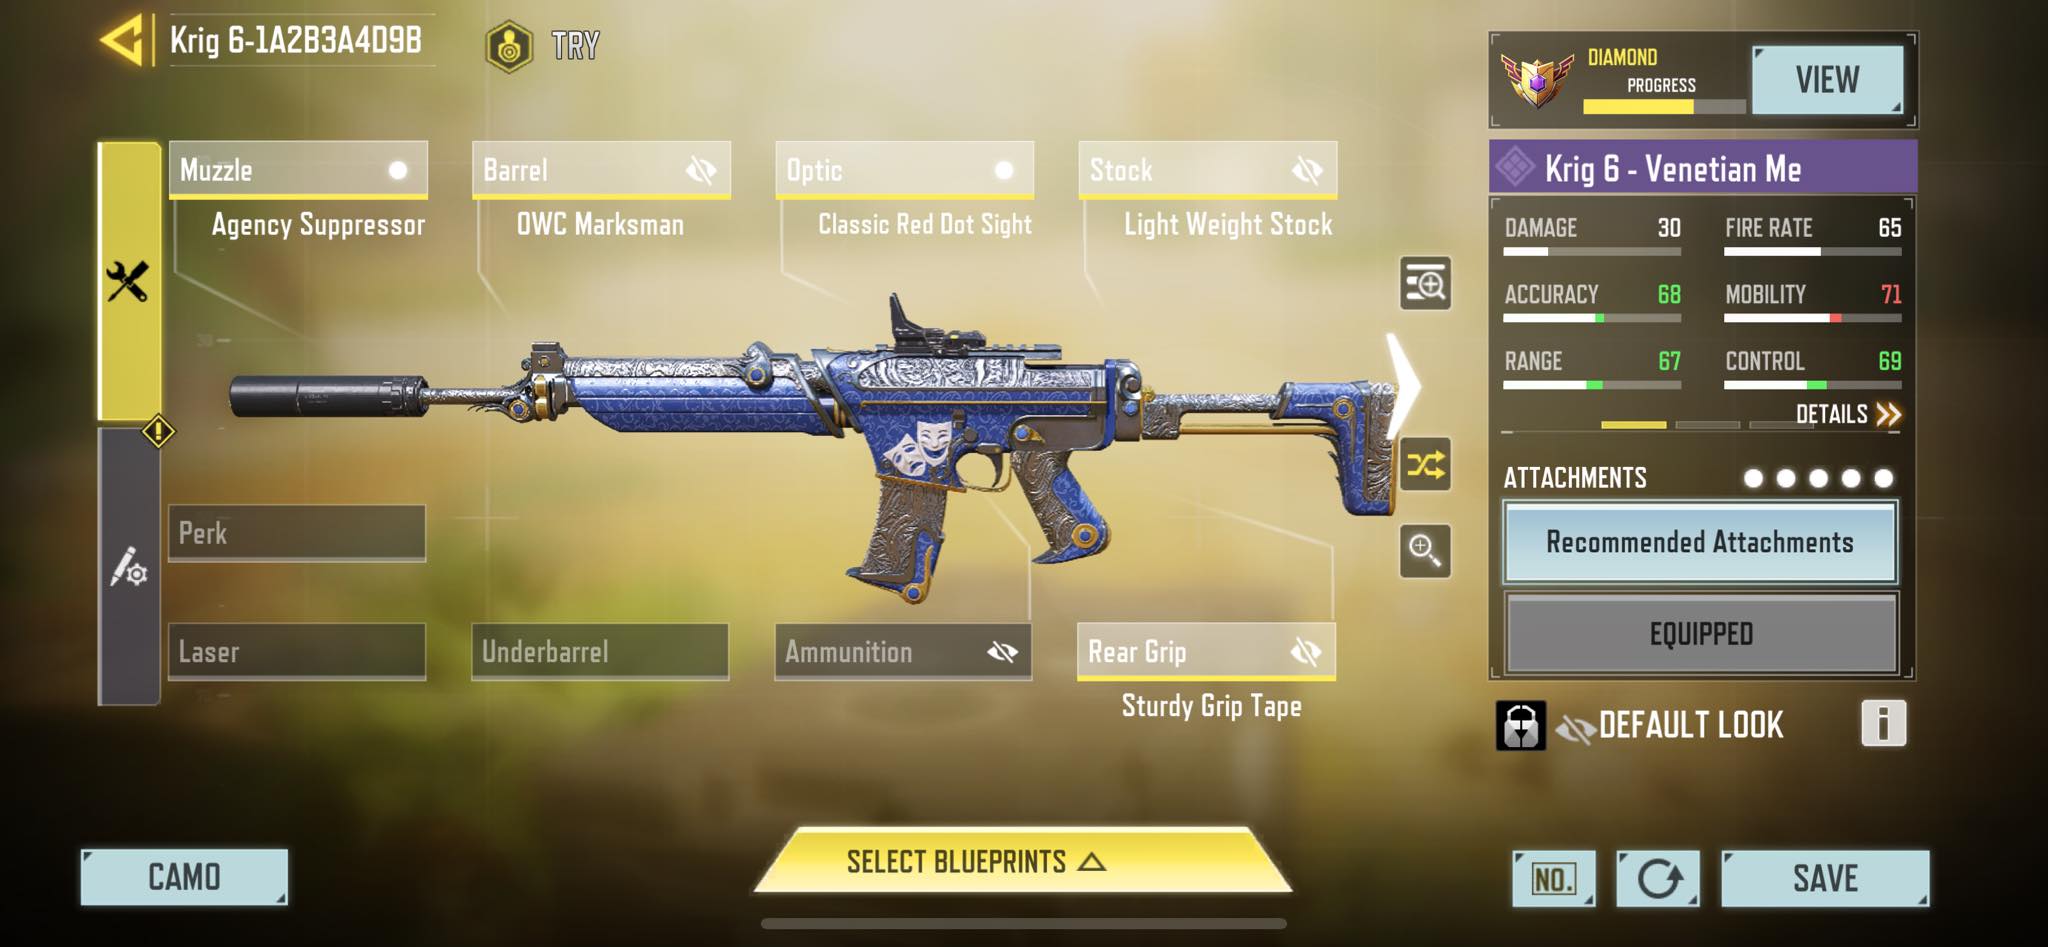 Krig 6-1A2B3A4D9B
TRY
DIAMOND
PROGRESS
VIEW
Muzzle
Agency Suppressor
Barrel
OWC Marksman
Optic
Classic Red Dot Sight
Stock
Light Weight Stock
Krig 6 - Venetian Me
DAMAGE 30
FIRE RATE 65
ACCURACY 68
MOBILITY 71
RANGE 67
CONTROL 69
DETAILS
ATTACHMENTS
Recommended Attachments
EQUIPPED
Perk
Laser
Underbarrel
Ammunition
Rear Grip
Sturdy Grip Tape
DEFAULT LOOK
i
CAMO
SELECT BLUEPRINTS
NO.
SAVE